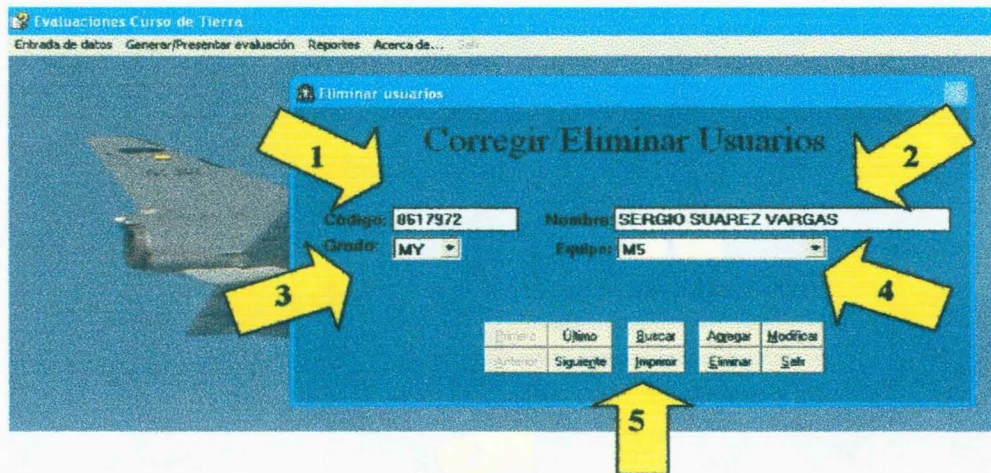 Evaluaciones Curso de Tierra
Entrada de datos Generar/Presentar evaluación Reportes Acerca de... Salir
Eliminar usuarios
Corregir Eliminar Usuarios
1
2
Código: 8617972 Nombre: SERGIO SUAREZ VARGAS
Grado: MY Equipo: M5
3
4
Primero Último Buscar Agregar Modificar
Anterior Siguiente Imprimir Eliminar Salir
5